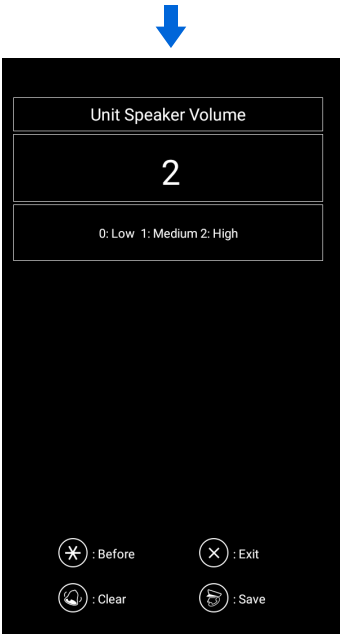 Unit Speaker Volume
2
0: Low 1: Medium 2: High
: Before : Exit
: Clear : Save